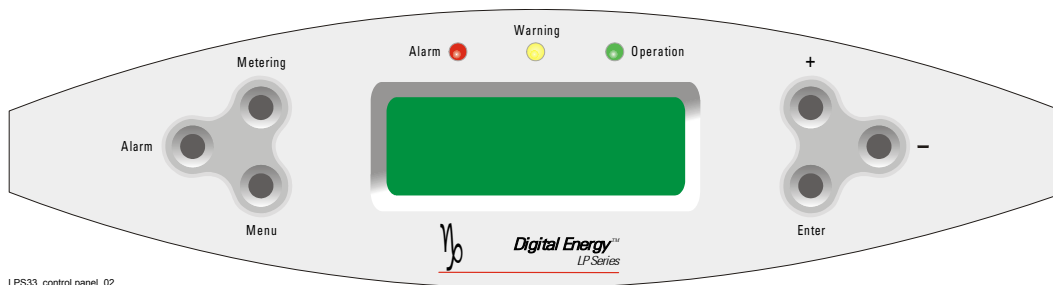 Warning
Alarm
Operation
Metering
+
Alarm
–
Menu
Enter
Digital Energy™
LP Series
LPS33_control panel_02